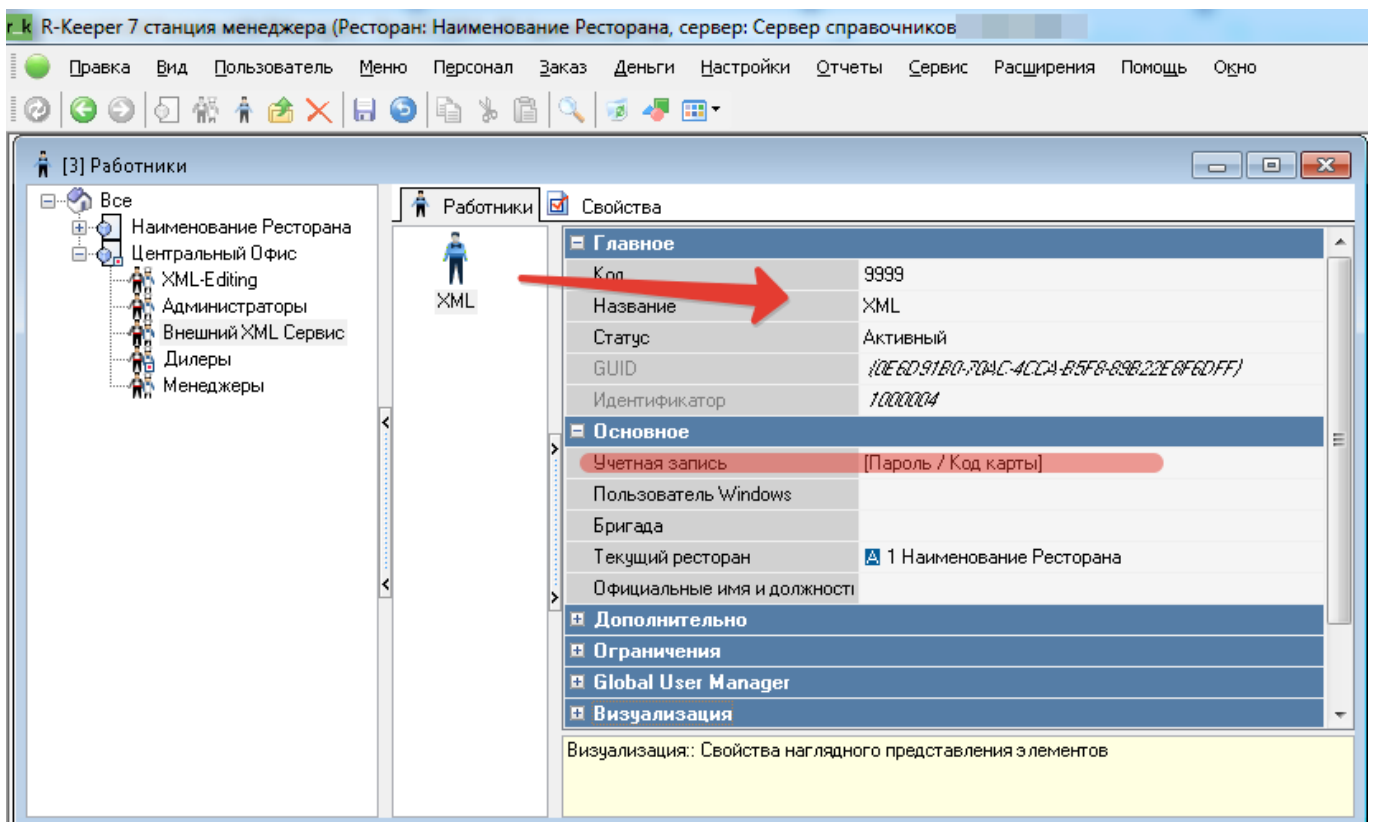 r_k R-Keeper 7 станция менеджера (Ресторан: Наименование Ресторана, сервер: Сервер справочников
Правка Вид Пользователь Меню Персонал Заказ Деньги Настройки Отчеты Сервис Расширения Помощь Окно
[3] Работники
Все
Наименование Ресторана
Центральный Офис
XML-Editing
Администраторы
Внешний XML Сервис
Дилеры
Менеджеры
Работники Свойства
XML
Главное
Код 9999
Название XML
Статус Активный
GUID {0E6D91B0-70AC-4CCA-B5F8-89B22E8F6DFF}
Идентификатор 1000004
Основное
Учетная запись [Пароль / Код карты]
Пользователь Windows
Бригада
Текущий ресторан A 1 Наименование Ресторана
Официальные имя и должності
Дополнительно
Ограничения
Global User Manager
Визуализация
Визуализация:: Свойства наглядного представления элементов